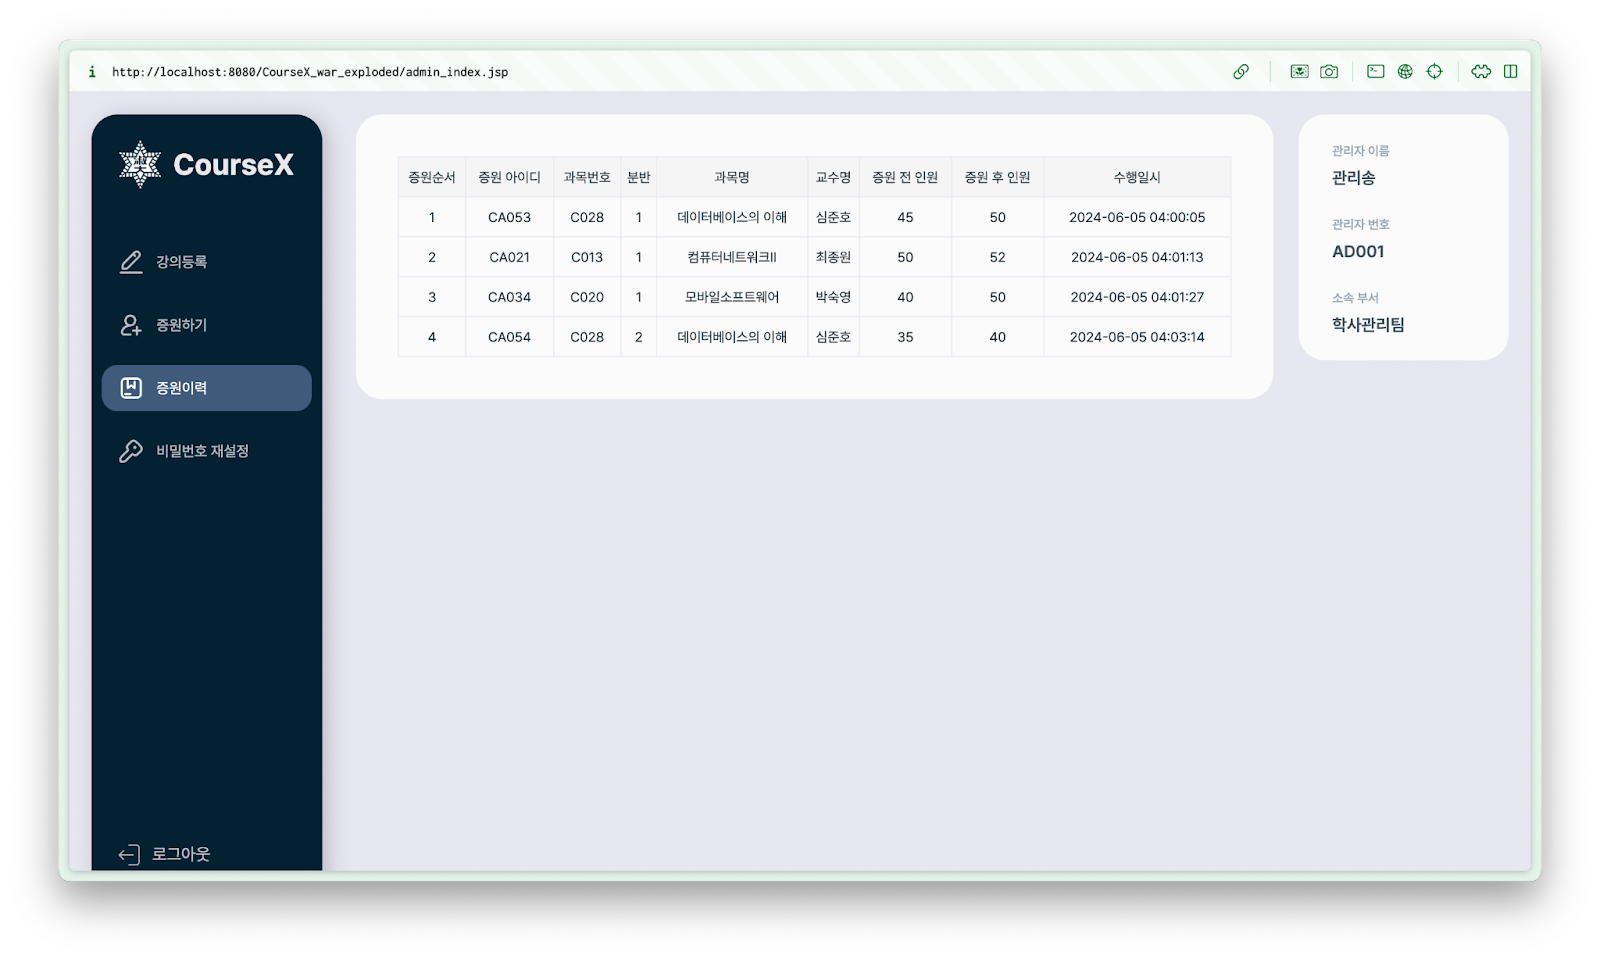 http://localhost:8080/CourseX_war_exploded/admin_index.jsp
CourseX
강의등록
증원하기
증원이력
비밀번호 재설정
로그아웃
증원순서 증원 아이디 과목번호 분반 과목명 교수명 증원 전 인원 증원 후 인원 수행일시
1 CA053 C028 1 데이터베이스의 이해 심준호 45 50 2024-06-05 04:00:05
2 CA021 C013 1 컴퓨터네트워크II 최종원 50 52 2024-06-05 04:01:13
3 CA034 C020 1 모바일소프트웨어 박숙영 40 50 2024-06-05 04:01:27
4 CA054 C028 2 데이터베이스의 이해 심준호 35 40 2024-06-05 04:03:14
관리자 이름
관리송
관리자 번호
AD001
소속 부서
학사관리팀